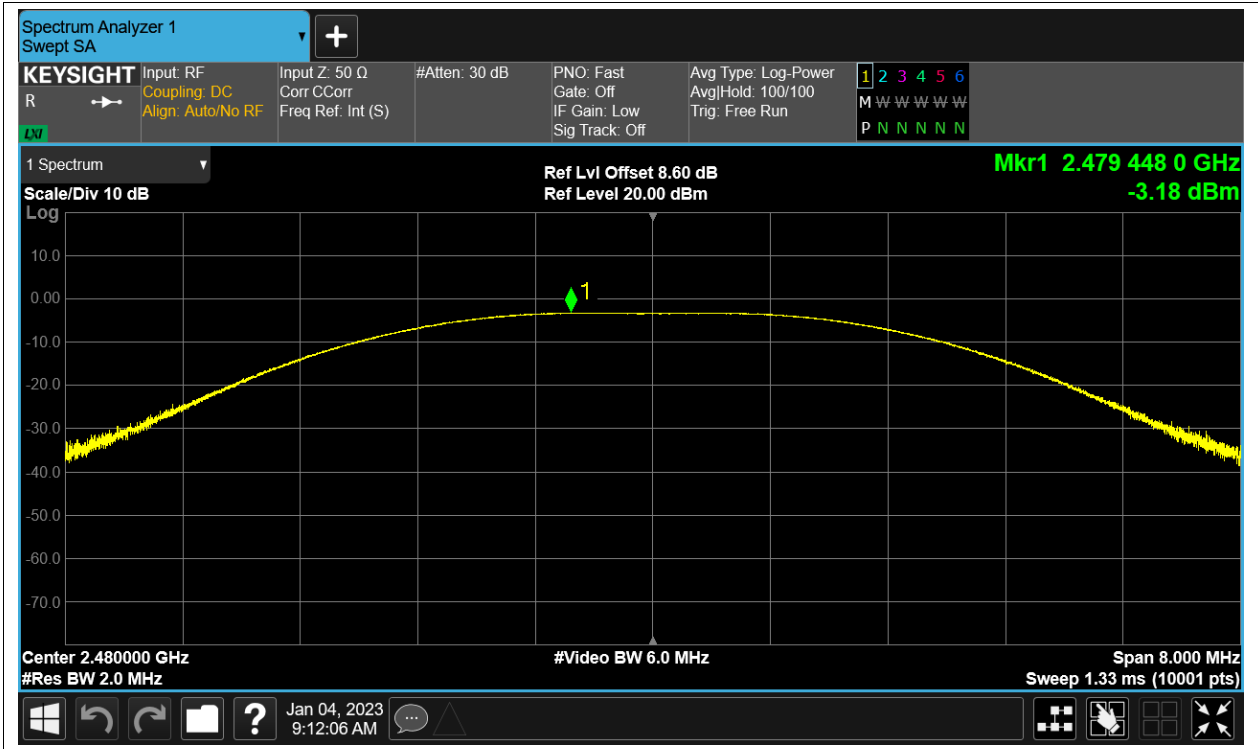 Spectrum Analyzer 1
Swept SA
KEYSIGHT
R
LXI
Input: RF
Coupling: DC
Align: Auto/No RF
Input Z: 50 Ω
Corr CCorr
Freq Ref: Int (S)
#Atten: 30 dB
PNO: Fast
Gate: Off
IF Gain: Low
Sig Track: Off
Avg Type: Log-Power
Avg|Hold: 100/100
Trig: Free Run
1 2 3 4 5 6
M W W W W W
P N N N N N
1 Spectrum
Scale/Div 10 dB
Log
Ref Lvl Offset 8.60 dB
Ref Level 20.00 dBm
Mkr1 2.479 448 0 GHz
-3.18 dBm
10.0
0.00
1
-10.0
-20.0
-30.0
-40.0
-50.0
-60.0
-70.0
Center 2.480000 GHz
#Video BW 6.0 MHz
Span 8.000 MHz
#Res BW 2.0 MHz
Sweep 1.33 ms (10001 pts)
?
Jan 04, 2023
9:12:06 AM